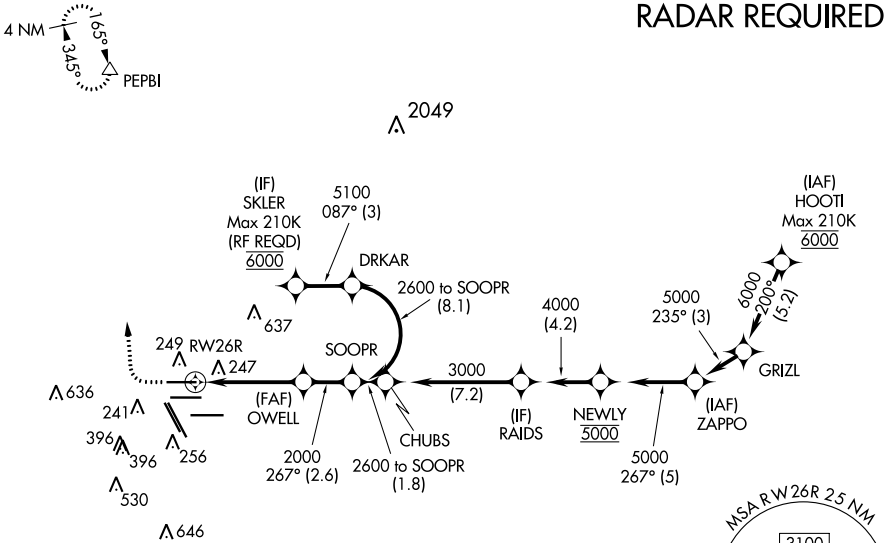 RADAR REQUIRED
4 NM
165°
345°
PEPBI
2049
(IF)
SKLER
Max 210K
(RF REQD)
6000
5100
087° (3)
DRKAR
(IAF)
HOOTI
Max 210K
6000
6000
200°
(5.2)
2600 to SOOPR
(8.1)
4000
(4.2)
5000
235° (3)
637
249
RW26R
247
SOOPR
3000
(7.2)
GRIZL
636
241
(FAF)
OWELL
CHUBS
(IF)
RAIDS
NEWLY
5000
(IAF)
ZAPPO
396
396
256
2000
267° (2.6)
2600 to SOOPR
(1.8)
5000
267° (5)
530
646
MSA RW26R 25 NM
3100